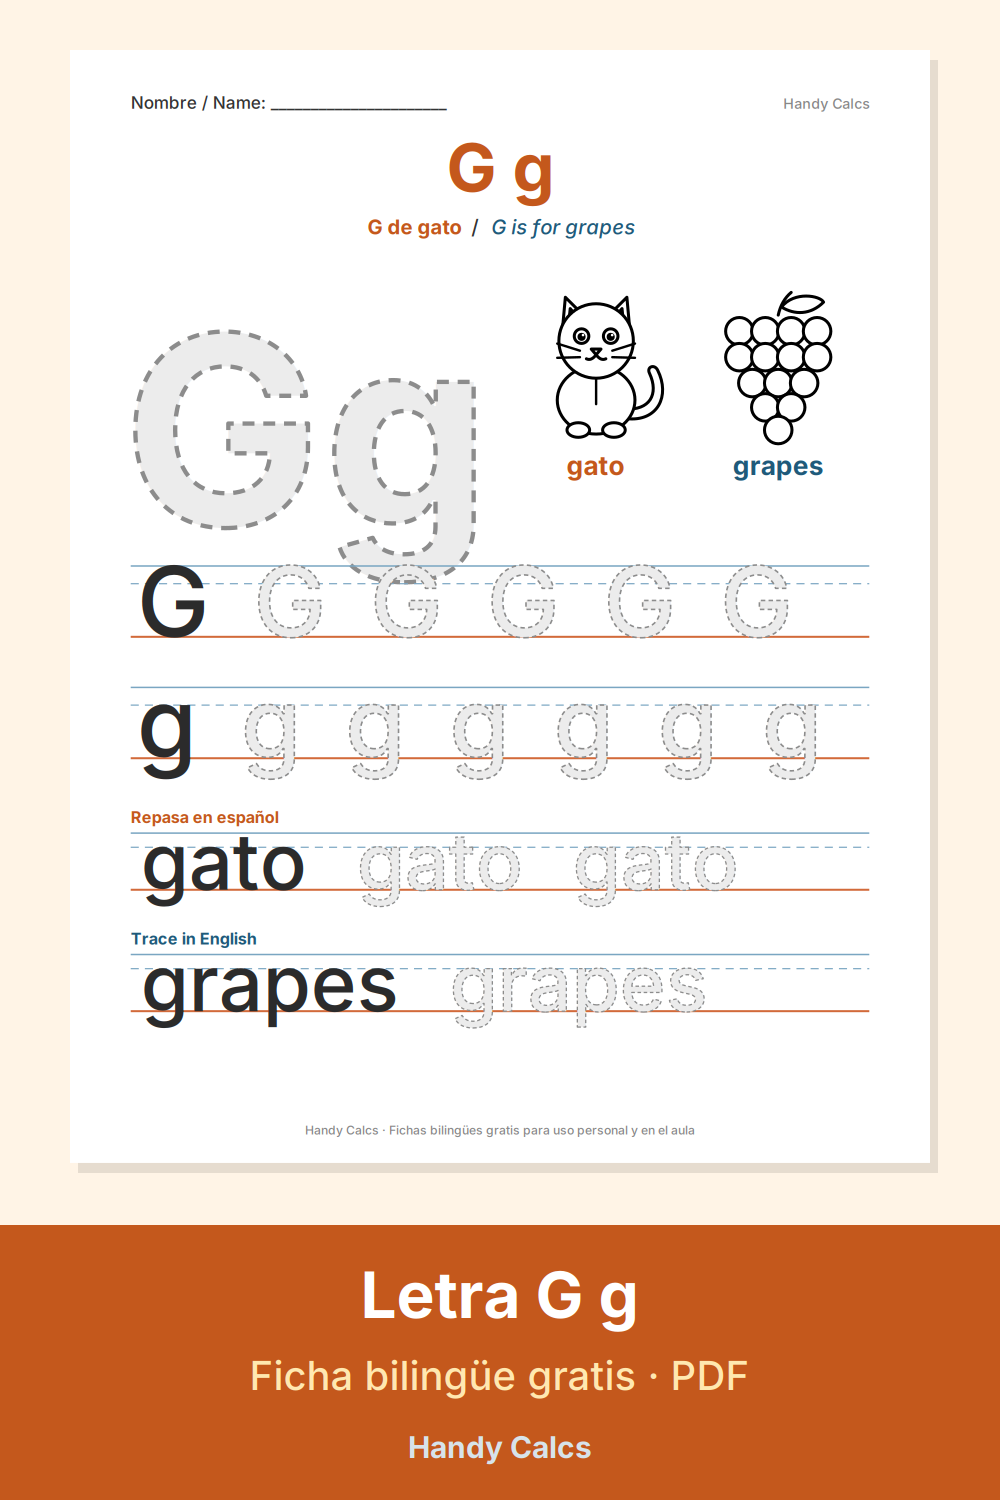 Nombre / Name: ____________________
Handy Calcs
G g
G de gato / G is for grapes
Gg
gato
grapes
G G G G G G
g g g g g g g
Repasa en español
gato gato gato
Trace in English
grapes grapes
Handy Calcs · Fichas bilingües gratis para uso personal y en el aula
Letra G g
Ficha bilingüe gratis · PDF
Handy Calcs